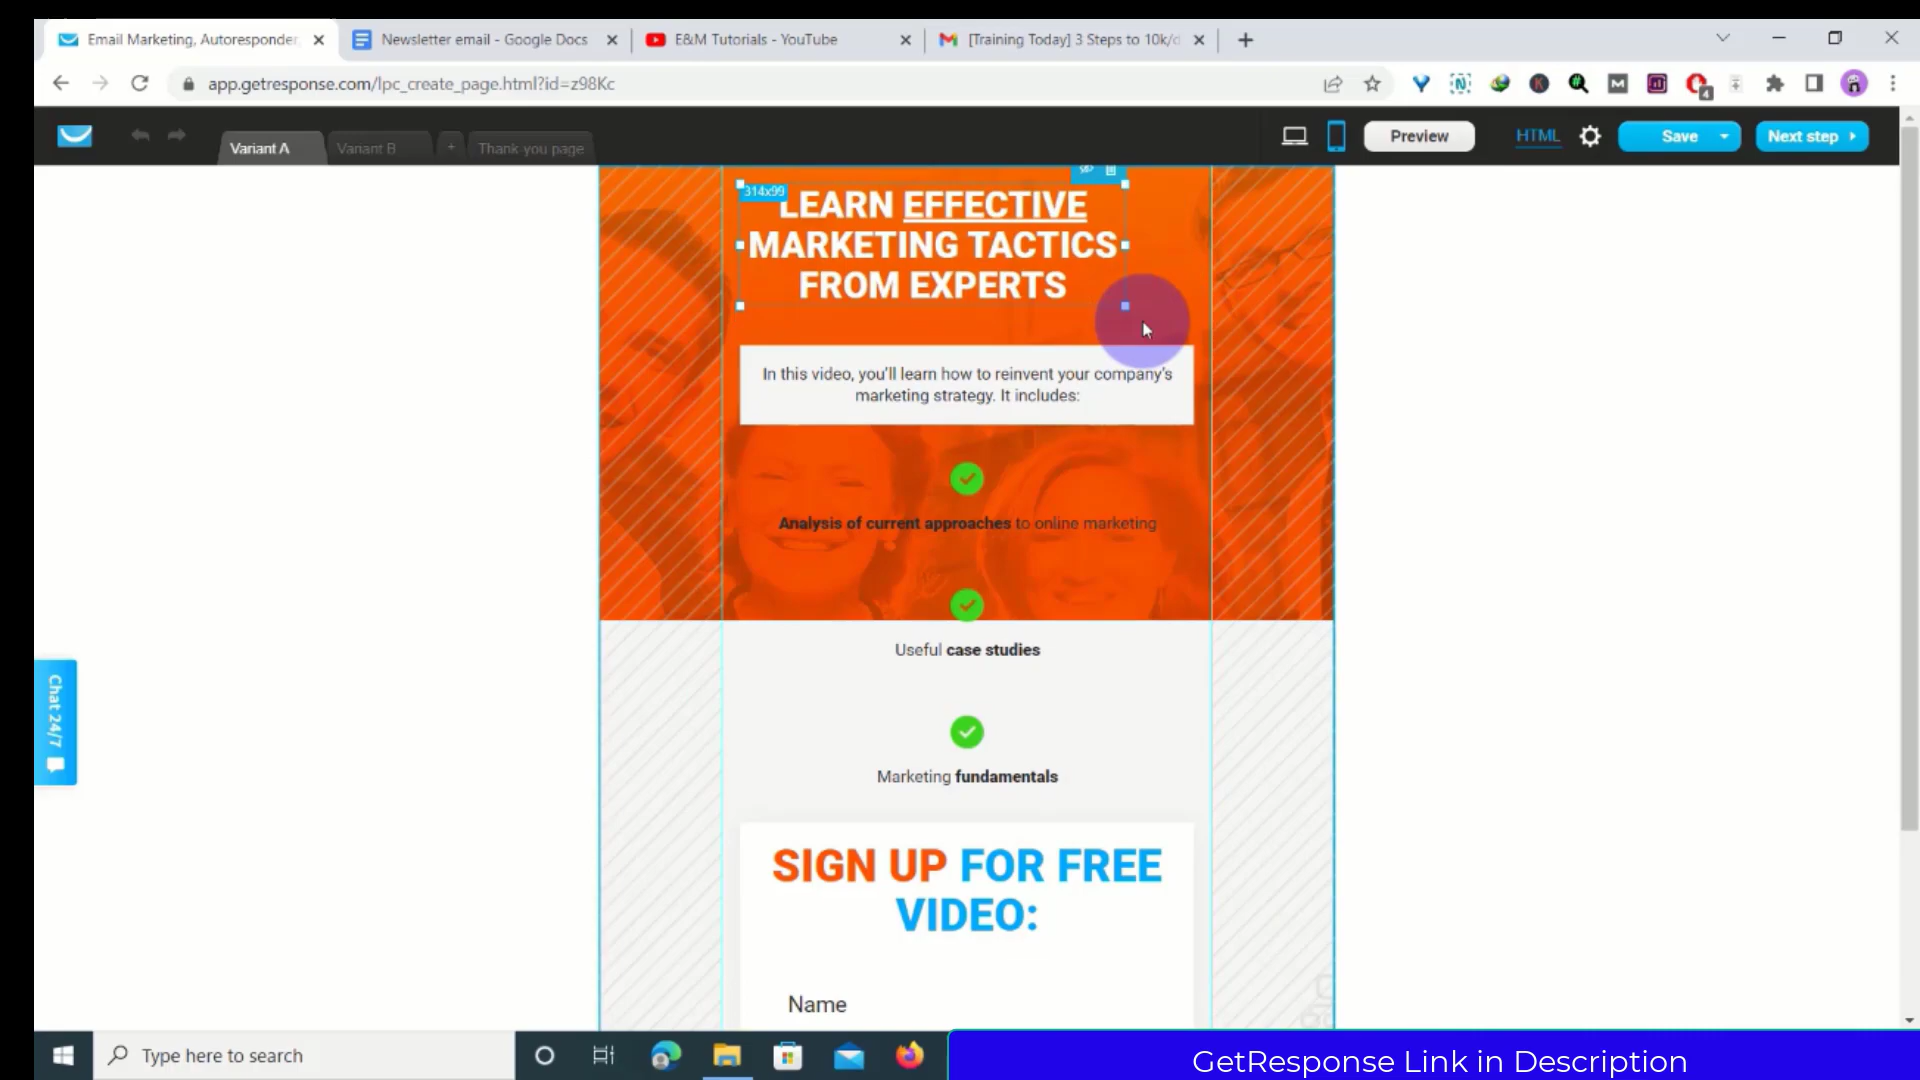 Email Marketing, Autoresponder,
Newsletter email - Google Docs
E&M Tutorials - YouTube
[Training Today] 3 Steps to 10k/d
app.getresponse.com/lpc_create_page.html?id=z98Kc
4
Variant A
Variant B
+
Thank you page
Preview
HTML
Save
Next step
314x99
LEARN EFFECTIVE
MARKETING TACTICS
FROM EXPERTS
In this video, you'll learn how to reinvent your company's
marketing strategy. It includes:
Analysis of current approaches to online marketing
Useful case studies
Marketing fundamentals
SIGN UP FOR FREE
VIDEO:
Name
Chat 24/7
Type here to search
GetResponse Link in Description